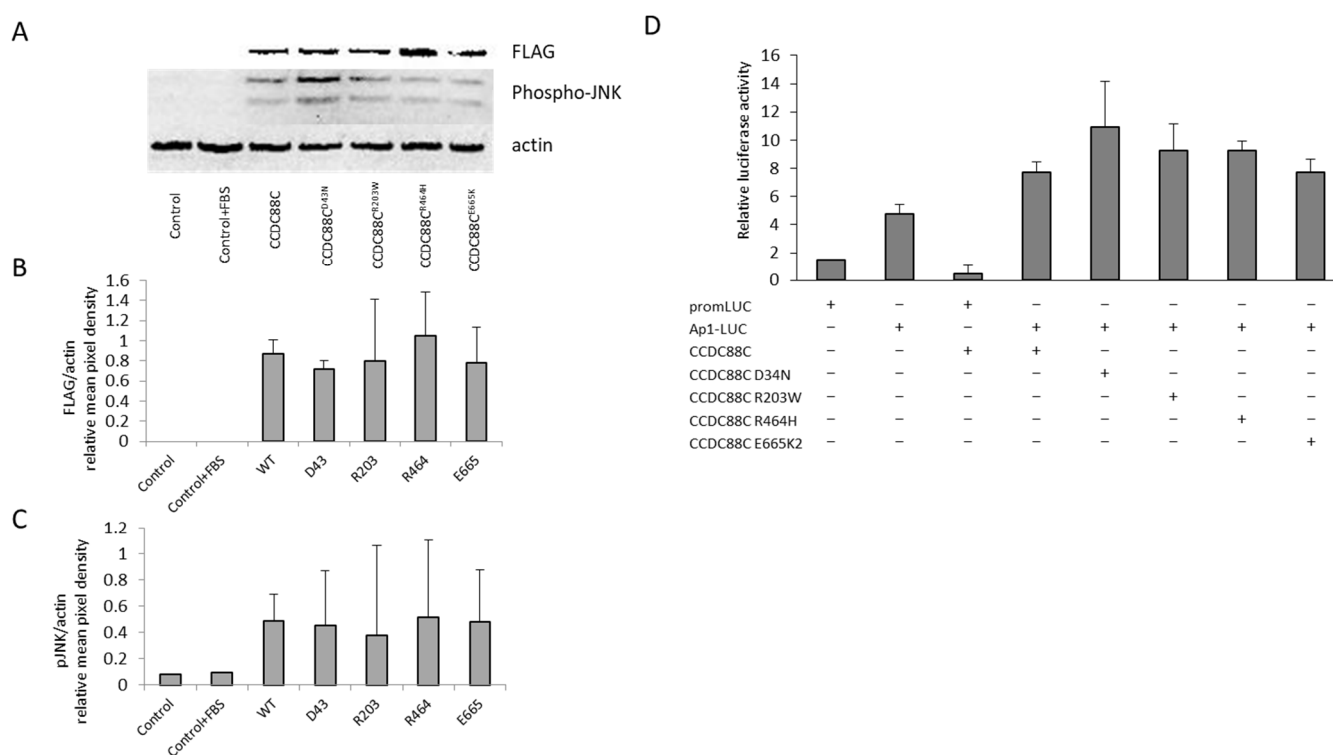 A
FLAG
Phospho-JNK
actin
Control
Control+FBS
CCDC88C
CCDC88C^D43N
CCDC88C^R203W
CCDC88C^R464H
CCDC88C^E665K
B
FLAG/actin
relative mean pixel density
1.6
1.4
1.2
1
0.8
0.6
0.4
0.2
0
Control
Control+FBS
WT
D43
R203
R464
E665
C
pJNK/actin
relative mean pixel density
1.2
1
0.8
0.6
0.4
0.2
0
Control
Control+FBS
WT
D43
R203
R464
E665
D
Relative luciferase activity
16
14
12
10
8
6
4
2
0
promLUC + − + − − − − −
Ap1-LUC − + − + + + + +
CCDC88C − − + + − − − −
CCDC88C D34N − − − − + − − −
CCDC88C R203W − − − − − + − −
CCDC88C R464H − − − − − − + −
CCDC88C E665K2 − − − − − − − +